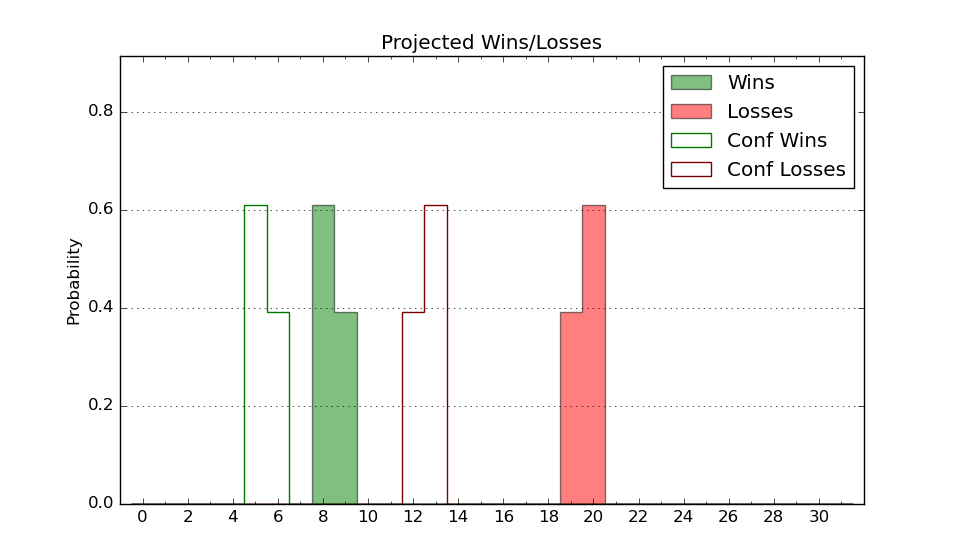 Projected Wins/Losses
Wins
Losses
Conf Wins
Conf Losses
Probability
0.8
0.6
0.4
0.2
0.0
0 2 4 6 8 10 12 14 16 18 20 22 24 26 28 30